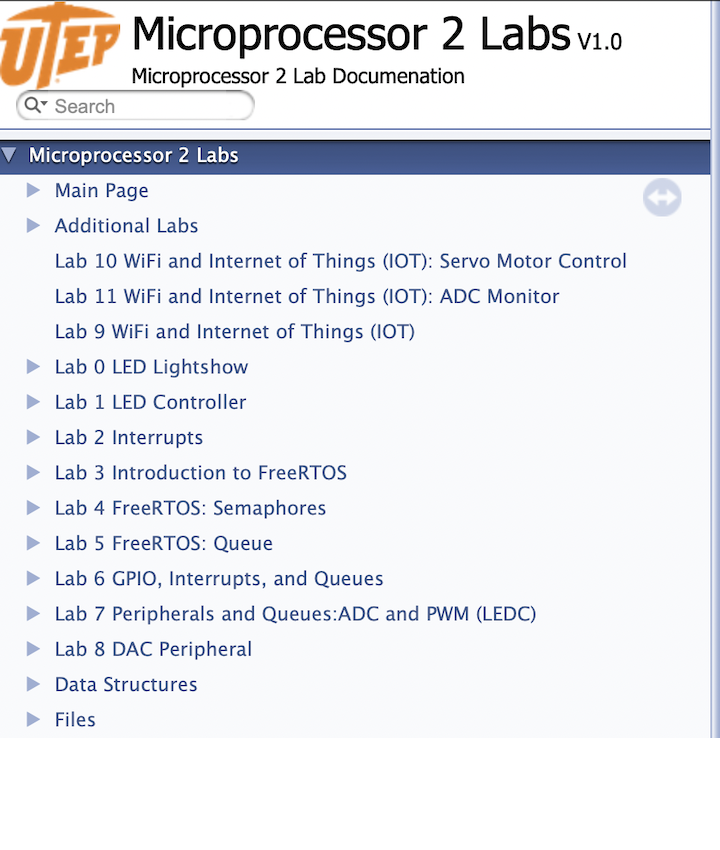 UTEP
Microprocessor 2 Labs V1.0
Microprocessor 2 Lab Documenation
Search
Microprocessor 2 Labs
Main Page
Additional Labs
Lab 10 WiFi and Internet of Things (IOT): Servo Motor Control
Lab 11 WiFi and Internet of Things (IOT): ADC Monitor
Lab 9 WiFi and Internet of Things (IOT)
Lab 0 LED Lightshow
Lab 1 LED Controller
Lab 2 Interrupts
Lab 3 Introduction to FreeRTOS
Lab 4 FreeRTOS: Semaphores
Lab 5 FreeRTOS: Queue
Lab 6 GPIO, Interrupts, and Queues
Lab 7 Peripherals and Queues:ADC and PWM (LEDC)
Lab 8 DAC Peripheral
Data Structures
Files